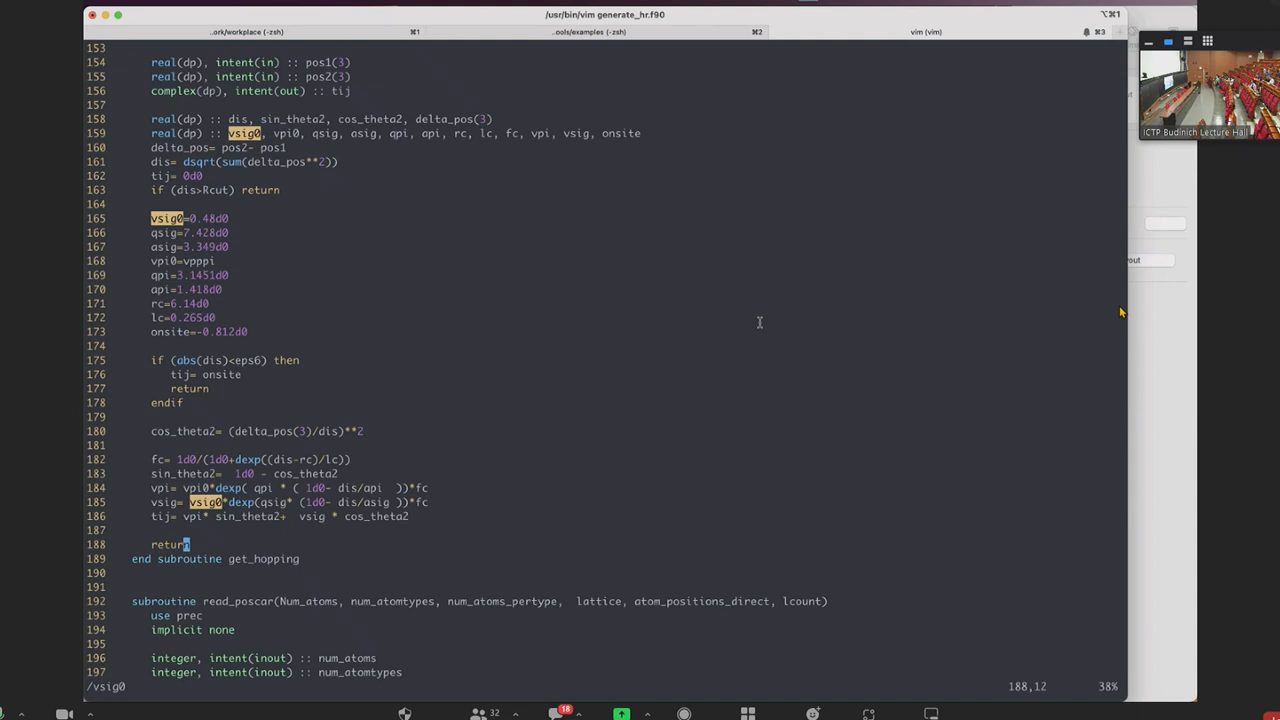 /usr/bin/vim generate_hr.f90
⌥⌘1
..ork/workplace (-zsh) ⌘1 ..ools/examples (-zsh) ⌘2 vim (vim) ⌘3
153
154 real(dp), intent(in) :: pos1(3)
155 real(dp), intent(in) :: pos2(3)
156 complex(dp), intent(out) :: tij
157
158 real(dp) :: dis, sin_theta2, cos_theta2, delta_pos(3)
159 real(dp) :: vsig0, vpi0, qsig, asig, qpi, api, rc, lc, fc, vpi, vsig, onsite
160 delta_pos= pos2- pos1
161 dis= dsqrt(sum(delta_pos**2))
162 tij= 0d0
163 if (dis>Rcut) return
164
165 vsig0=0.48d0
166 qsig=7.428d0
167 asig=3.349d0
168 vpi0=vpppi
169 qpi=3.1451d0
170 api=1.418d0
171 rc=6.14d0
172 lc=0.265d0
173 onsite=-0.812d0
174
175 if (abs(dis)<eps6) then
176 tij= onsite
177 return
178 endif
179
180 cos_theta2= (delta_pos(3)/dis)**2
181
182 fc= 1d0/(1d0+dexp((dis-rc)/lc))
183 sin_theta2=  1d0 - cos_theta2
184 vpi= vpi0*dexp( qpi * ( 1d0- dis/api  ))*fc
185 vsig= vsig0*dexp(qsig* (1d0- dis/asig ))*fc
186 tij= vpi* sin_theta2+  vsig * cos_theta2
187
188 return
189 end subroutine get_hopping
190
191
192 subroutine read_poscar(Num_atoms, num_atomtypes, num_atoms_pertype,  lattice, atom_positions_direct, lcount)
193 use prec
194 implicit none
195
196 integer, intent(inout) :: num_atoms
197 integer, intent(inout) :: num_atomtypes
/vsig0 188,12 38%
ICTP Budinich Lecture Hall
out
32
18